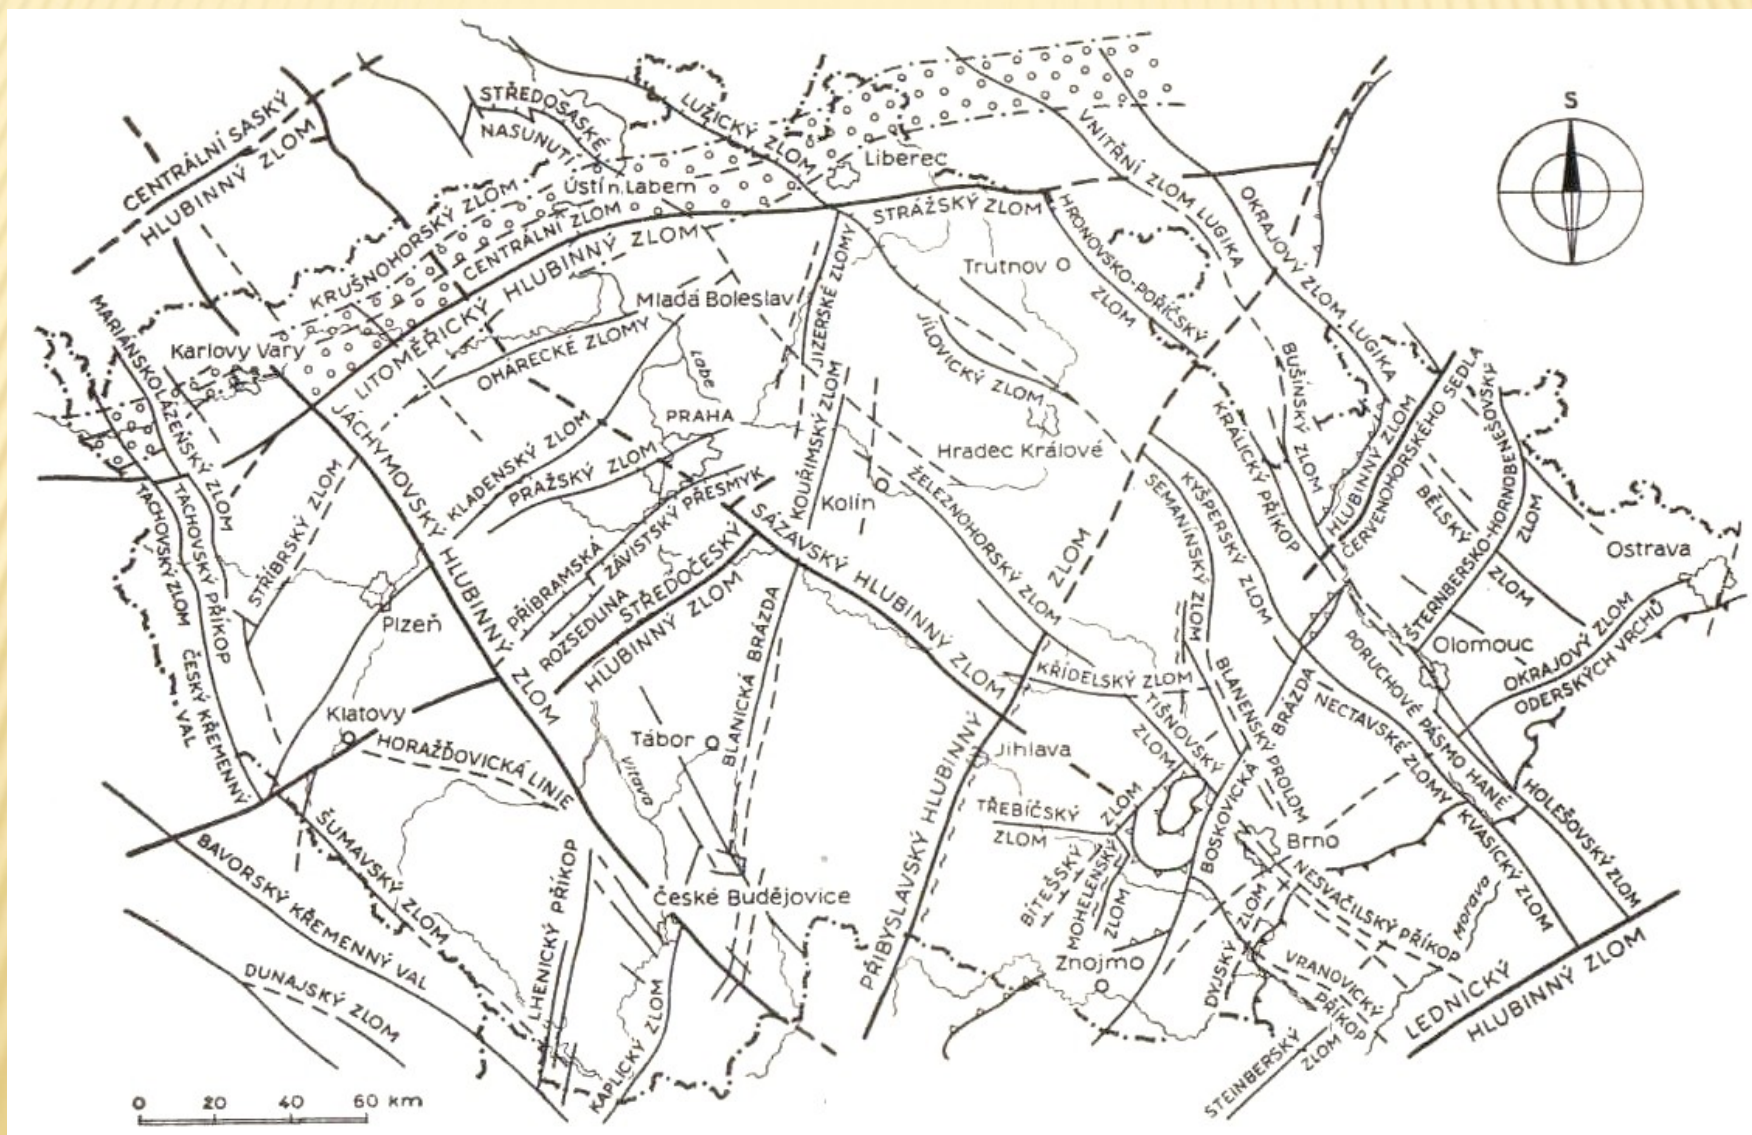 S
CENTRÁLNÍ SASKÝ
HLUBINNÝ ZLOM
STŘEDOSASKÉ
NASUNUTÍ
LUŽICKÝ ZLOM
Liberec
Ústí n. Labem
KRUŠNOHORSKÝ ZLOM
CENTRÁLNÍ ZLOM
LITOMĚŘICKÝ HLUBINNÝ ZLOM
STRÁŽSKÝ ZLOM
VNITŘNÍ ZLOM LUGIKA
OKRAJOVÝ ZLOM LUGIKA
HRONOVSKO-POŘÍČSKÝ
ZLOM
Trutnov
Mladá Boleslav
JIZERSKÉ ZLOMY
OHÁRECKÉ ZLOMY
JÍLOVICKÝ ZLOM
MARIÁNSKOLÁZEŇSKÝ ZLOM
Karlovy Vary
JÁCHYMOVSKÝ HLUBINNÝ ZLOM
Labe
PRAHA
KLADENSKÝ ZLOM
PRAŽSKÝ ZLOM
KOUŘIMSKÝ ZLOM
Kolín
Hradec Králové
ŽELEZNOHORSKÝ ZLOM
SEMANÍNSKÝ ZLOM
KYŠPERSKÝ ZLOM
KRÁLICKÝ PŘÍKOP
BUŠÍNSKÝ ZLOM
HLUBINNÝ ZLOM
ČERVENOHORSKÉHO SEDLA
BĚLSKÝ
ZLOM
ŠTERNBERSKO-HORNOBENEŠOVSKÝ
ZLOM
Ostrava
TACHOVSKÝ PŘÍKOP
TACHOVSKÝ ZLOM
ČESKÝ KŘEMENNÝ
VAL
STŘÍBRSKÝ ZLOM
Plzeň
PŘÍBRAMSKÁ
ROZSEDLINA
ZÁVISTSKÝ PŘESMYK
STŘEDOČESKÝ
HLUBINNÝ ZLOM
SÁZAVSKÝ HLUBINNÝ ZLOM
BLANICKÁ BRÁZDA
ZLOM
KŘÍDELSKÝ ZLOM
TIŠNOVSKÝ
ZLOM
BLANENSKÝ PROLOM
BOSKOVICKÁ BRÁZDA
NECTAVSKÉ ZLOMY
PORUCHOVÉ PÁSMO HANÉ
Olomouc
OKRAJOVÝ ZLOM
ODERSKÝCH VRCHŮ
Klatovy
HORAŽĎOVICKÁ LINIE
Tábor
Vltava
Jihlava
PŘIBYSLAVSKÝ HLUBINNÝ
TŘEBÍČSKÝ
ZLOM
ZLOM
BÍTEŠSKÝ
MOHELENSKÝ
ZLOM
Brno
KVASICKÝ ZLOM
HOLEŠOVSKÝ ZLOM
ŠUMAVSKÝ ZLOM
BAVORSKÝ KŘEMENNÝ VAL
DUNAJSKÝ ZLOM
LHENICKÝ PŘÍKOP
České Budějovice
KAPLICKÝ ZLOM
Znojmo
DYJSKÝ ZLOM
NESVAČILSKÝ PŘÍKOP
VRANOVICKÝ
PŘÍKOP
Morava
STEINBERSKÝ
ZLOM
LEDNICKÝ
HLUBINNÝ ZLOM
0 20 40 60 km